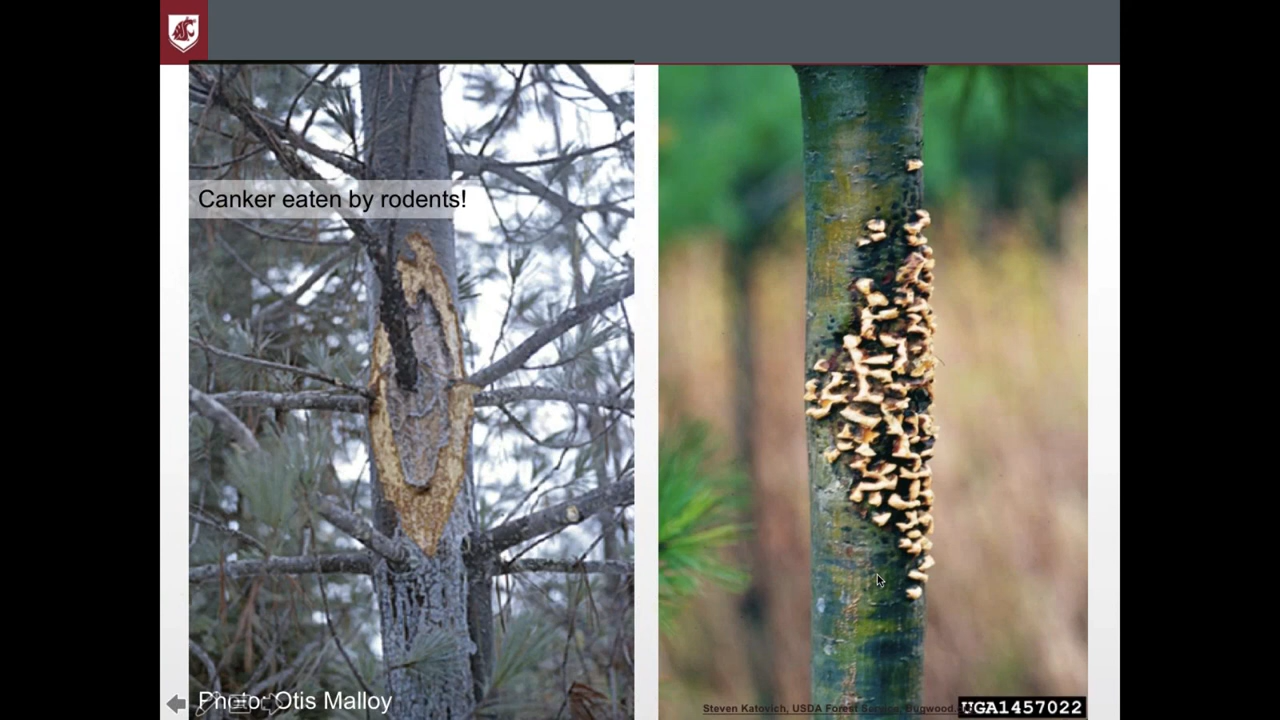 Canker eaten by rodents!
Photo: Otis Malloy
Steven Katovich, USDA Forest Service, Bugwood.
UGA1457022